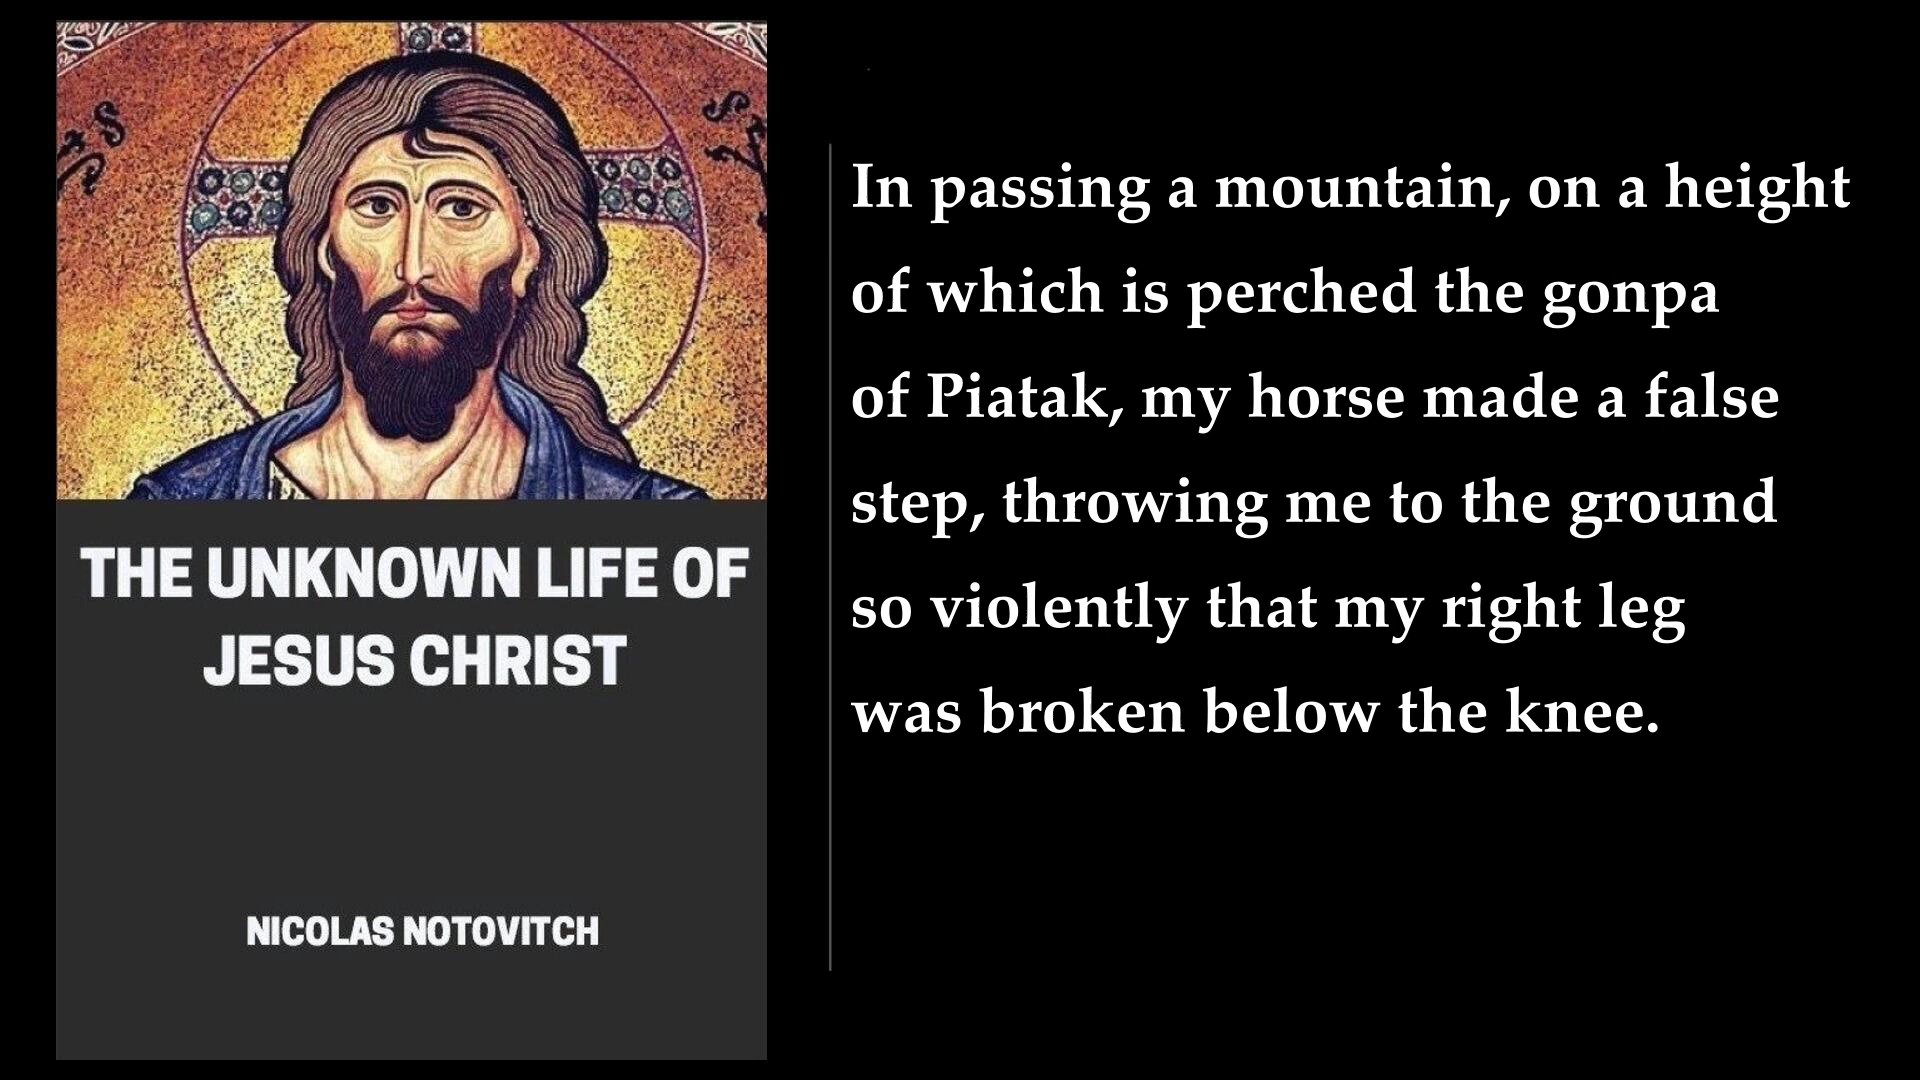 THE UNKNOWN LIFE OF
JESUS CHRIST
NICOLAS NOTOVITCH
In passing a mountain, on a height
of which is perched the gonpa
of Piatak, my horse made a false
step, throwing me to the ground
so violently that my right leg
was broken below the knee.